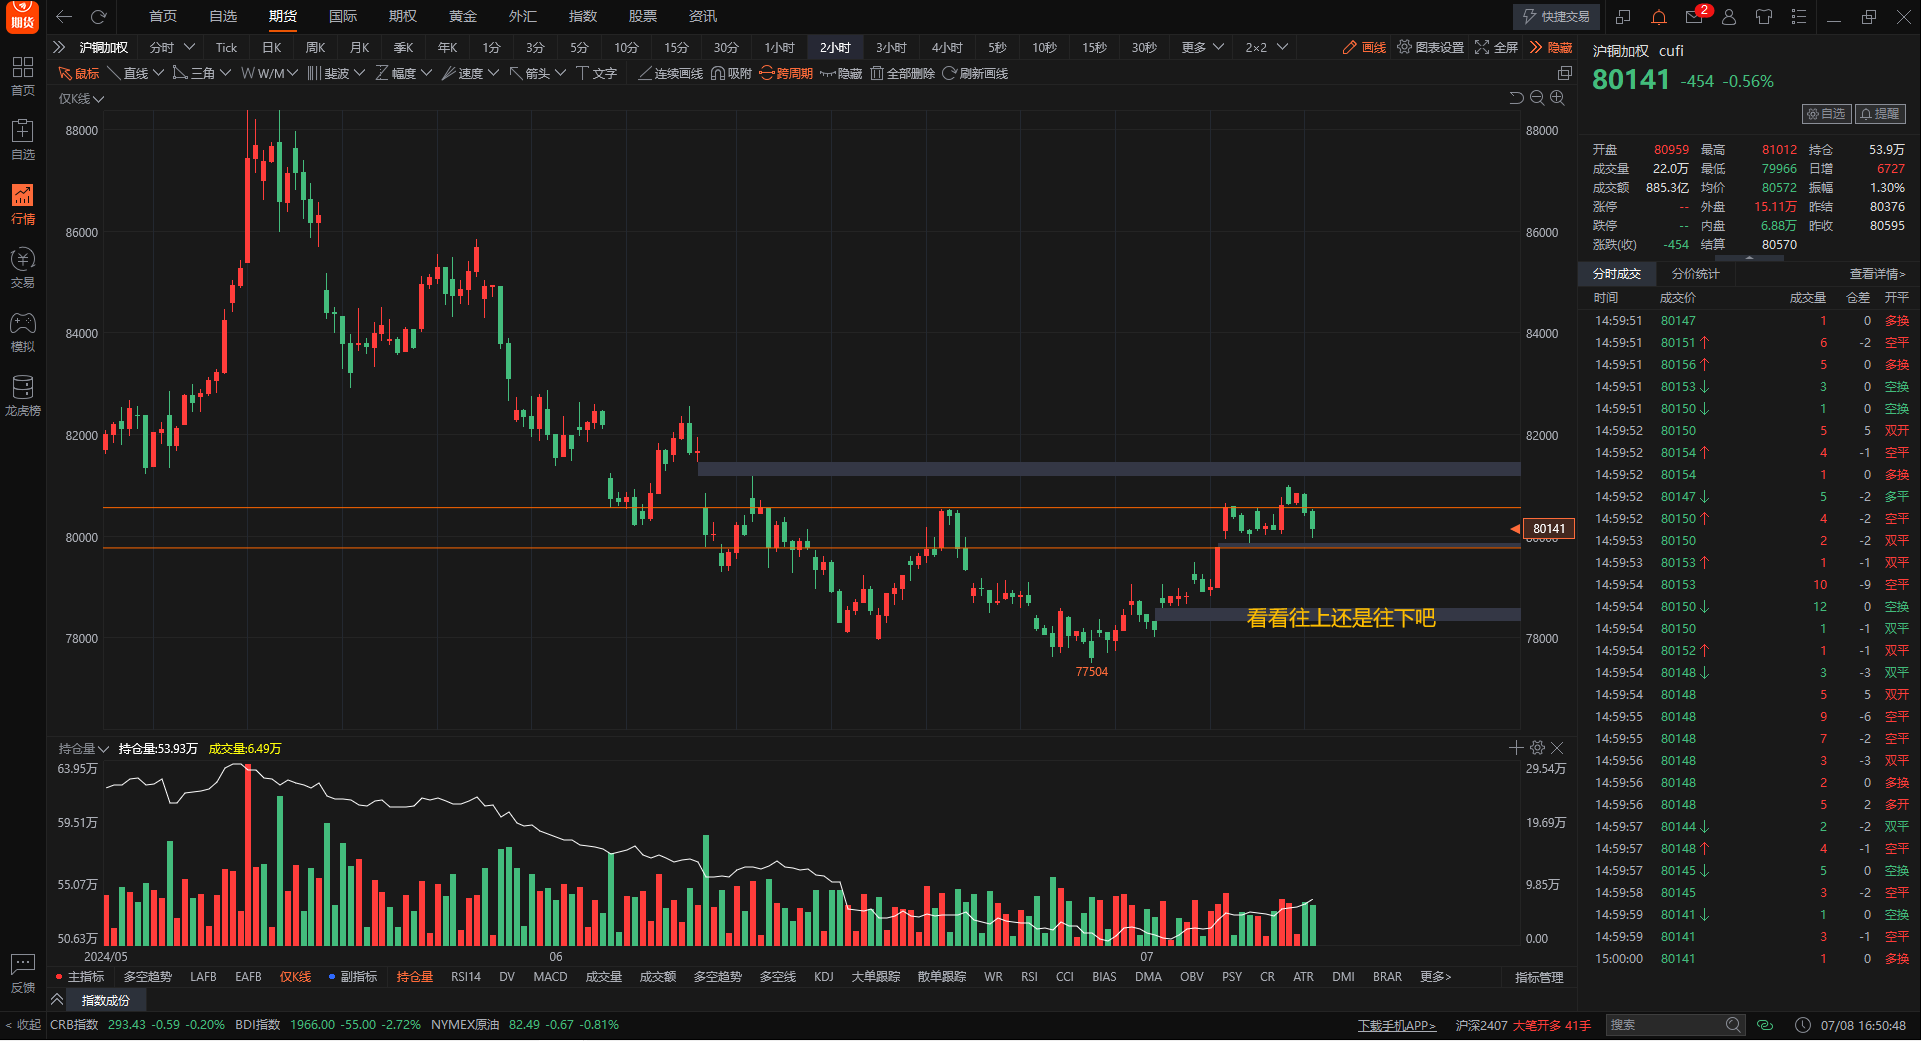 期货 首页 自选 期货 国际 期权 黄金 外汇 指数 股票 资讯 快捷交易 2
沪铜加权 分时 Tick 日K 周K 月K 季K 年K 1分 3分 5分 10分 15分 30分 1小时 2小时 3小时 4小时 5秒 10秒 15秒 30秒 更多 2×2 画线 图表设置 全屏 隐藏
鼠标 直线 三角 W/M 斐波 幅度 速度 箭头 文字 连续画线 吸附 跨周期 隐藏 全部删除 刷新画线
仅K线
首页
自选
行情
交易
模拟
龙虎榜
反馈
88000 88000
86000 86000
84000 84000
82000 82000
80000
80141
78000 78000
看看往上还是往下吧
77504
持仓量 持仓量:53.93万 成交量:6.49万
63.95万 29.54万
59.51万 19.69万
55.07万 9.85万
50.63万 0.00
2024/05 06 07
主指标 多空趋势 LAFB EAFB 仅K线 副指标 持仓量 RSI14 DV MACD 成交量 成交额 多空趋势 多空线 KDJ 大单跟踪 散单跟踪 WR RSI CCI BIAS DMA OBV PSY CR ATR DMI BRAR 更多> 指标管理
指数成份
沪铜加权 cufi
80141 -454 -0.56%
自选 提醒
开盘 80959 最高 81012 持仓 53.9万
成交量 22.0万 最低 79966 日增 6727
成交额 885.3亿 均价 80572 振幅 1.30%
涨停 -- 外盘 15.11万 昨结 80376
跌停 -- 内盘 6.88万 昨收 80595
涨跌(收) -454 结算 80570
分时成交 分价统计 查看详情>
时间 成交价 成交量 仓差 开平
14:59:51 80147 1 0 多换
14:59:51 80151↑ 6 -2 空平
14:59:51 80156↑ 5 0 多换
14:59:51 80153↓ 3 0 空换
14:59:51 80150↓ 1 0 空换
14:59:52 80150 5 5 双开
14:59:52 80154↑ 4 -1 空平
14:59:52 80154 1 0 多换
14:59:52 80147↓ 5 -2 多平
14:59:52 80150↑ 4 -2 空平
14:59:53 80150 2 -2 双平
14:59:53 80153↑ 1 -1 双平
14:59:54 80153 10 -9 空平
14:59:54 80150↓ 12 0 空换
14:59:54 80150 1 -1 双平
14:59:54 80152↑ 1 -1 双平
14:59:54 80148↓ 3 -3 双平
14:59:54 80148 5 5 双开
14:59:55 80148 9 -6 空平
14:59:55 80148 7 -2 空平
14:59:56 80148 3 -3 双平
14:59:56 80148 2 0 多换
14:59:56 80148 5 2 多开
14:59:57 80144↓ 2 -2 双平
14:59:57 80148↑ 4 -1 空平
14:59:57 80145↓ 5 0 空换
14:59:58 80145 3 -2 空平
14:59:59 80141↓ 1 0 空换
14:59:59 80141 3 -1 空平
15:00:00 80141 1 0 多换
< 收起 CRB指数 293.43 -0.59 -0.20% BDI指数 1966.00 -55.00 -2.72% NYMEX原油 82.49 -0.67 -0.81% 下载手机APP> 沪深2407 大笔开多 41手 搜索 07/08 16:50:48